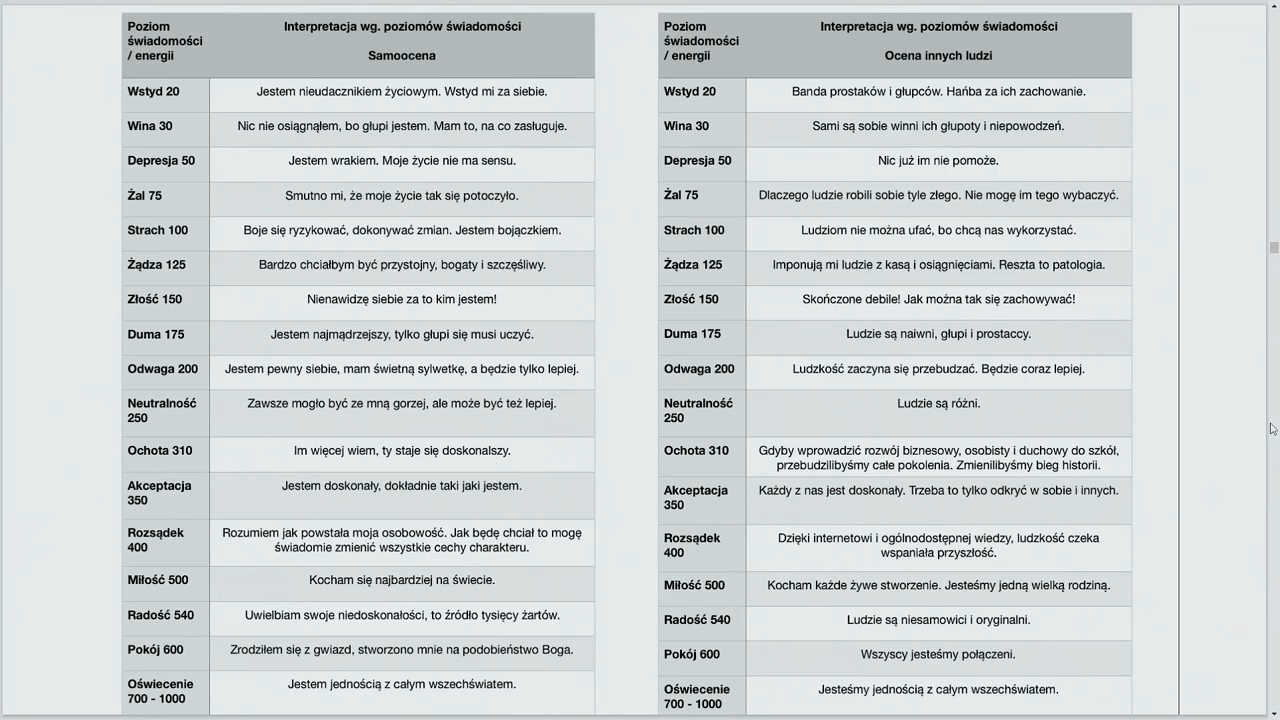 Poziom
świadomości
/ energii
Interpretacja wg. poziomów świadomości
Samoocena
Wstyd 20
Jestem nieudacznikiem życiowym. Wstyd mi za siebie.
Wina 30
Nic nie osiągnąłem, bo głupi jestem. Mam to, na co zasługuje.
Depresja 50
Jestem wrakiem. Moje życie nie ma sensu.
Żal 75
Smutno mi, że moje życie tak się potoczyło.
Strach 100
Boje się ryzykować, dokonywać zmian. Jestem bojączkiem.
Żądza 125
Bardzo chciałbym być przystojny, bogaty i szczęśliwy.
Złość 150
Nienawidzę siebie za to kim jestem!
Duma 175
Jestem najmądrzejszy, tylko głupi się musi uczyć.
Odwaga 200
Jestem pewny siebie, mam świetną sylwetkę, a będzie tylko lepiej.
Neutralność
250
Zawsze mogło być ze mną gorzej, ale może być też lepiej.
Ochota 310
Im więcej wiem, ty staje się doskonalszy.
Akceptacja
350
Jestem doskonały, dokładnie taki jaki jestem.
Rozsądek
400
Rozumiem jak powstała moja osobowość. Jak będę chciał to mogę
świadomie zmienić wszystkie cechy charakteru.
Miłość 500
Kocham się najbardziej na świecie.
Radość 540
Uwielbiam swoje niedoskonałości, to źródło tysięcy żartów.
Pokój 600
Zrodziłem się z gwiazd, stworzono mnie na podobieństwo Boga.
Oświecenie
700 - 1000
Jestem jednością z całym wszechświatem.
Poziom
świadomości
/ energii
Interpretacja wg. poziomów świadomości
Ocena innych ludzi
Wstyd 20
Banda prostaków i głupców. Hańba za ich zachowanie.
Wina 30
Sami są sobie winni ich głupoty i niepowodzeń.
Depresja 50
Nic już im nie pomoże.
Żal 75
Dlaczego ludzie robili sobie tyle złego. Nie mogę im tego wybaczyć.
Strach 100
Ludziom nie można ufać, bo chcą nas wykorzystać.
Żądza 125
Imponują mi ludzie z kasą i osiągnięciami. Reszta to patologia.
Złość 150
Skończone debile! Jak można tak się zachowywać!
Duma 175
Ludzie są naiwni, głupi i prostaccy.
Odwaga 200
Ludzkość zaczyna się przebudzać. Będzie coraz lepiej.
Neutralność
250
Ludzie są różni.
Ochota 310
Gdyby wprowadzić rozwój biznesowy, osobisty i duchowy do szkół,
przebudzilibyśmy całe pokolenia. Zmienilibyśmy bieg historii.
Akceptacja
350
Każdy z nas jest doskonały. Trzeba to tylko odkryć w sobie i innych.
Rozsądek
400
Dzięki internetowi i ogólnodostępnej wiedzy, ludzkość czeka
wspaniała przyszłość.
Miłość 500
Kocham każde żywe stworzenie. Jesteśmy jedną wielką rodziną.
Radość 540
Ludzie są niesamowici i oryginalni.
Pokój 600
Wszyscy jesteśmy połączeni.
Oświecenie
700 - 1000
Jesteśmy jednością z całym wszechświatem.